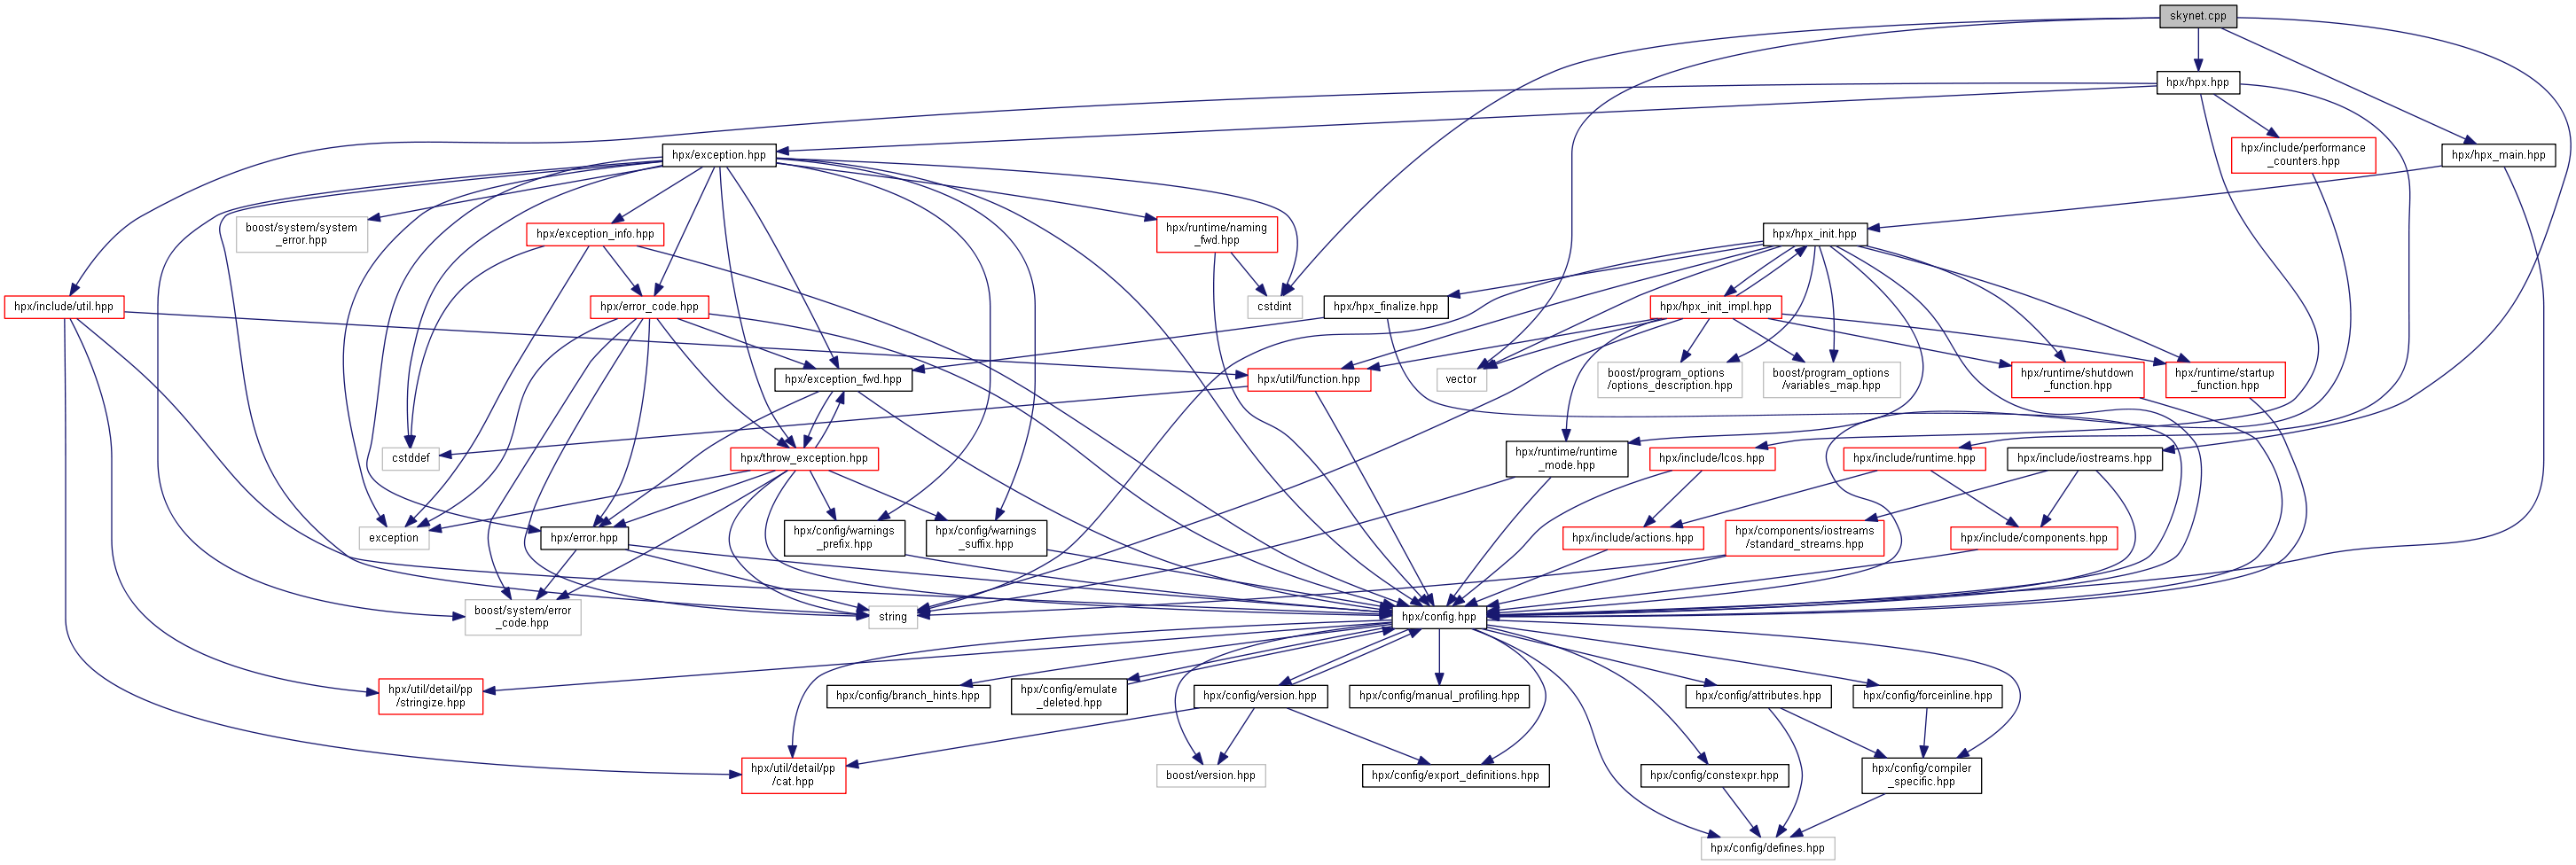 skynet.cpp
hpx/hpx.hpp
hpx/exception.hpp
hpx/include/performance
_counters.hpp
hpx/hpx_main.hpp
boost/system/system
_error.hpp
hpx/exception_info.hpp
hpx/runtime/naming
_fwd.hpp
hpx/hpx_init.hpp
hpx/include/util.hpp
hpx/error_code.hpp
cstdint
hpx/hpx_finalize.hpp
hpx/hpx_init_impl.hpp
hpx/exception_fwd.hpp
hpx/util/function.hpp
vector
boost/program_options
/options_description.hpp
boost/program_options
/variables_map.hpp
hpx/runtime/shutdown
_function.hpp
hpx/runtime/startup
_function.hpp
cstddef
hpx/throw_exception.hpp
hpx/runtime/runtime
_mode.hpp
hpx/include/lcos.hpp
hpx/include/runtime.hpp
hpx/include/iostreams.hpp
exception
hpx/error.hpp
hpx/config/warnings
_prefix.hpp
hpx/config/warnings
_suffix.hpp
hpx/include/actions.hpp
hpx/components/iostreams
/standard_streams.hpp
hpx/include/components.hpp
boost/system/error
_code.hpp
string
hpx/config.hpp
hpx/util/detail/pp
/stringize.hpp
hpx/config/branch_hints.hpp
hpx/config/emulate
_deleted.hpp
hpx/config/version.hpp
hpx/config/manual_profiling.hpp
hpx/config/attributes.hpp
hpx/config/forceinline.hpp
hpx/util/detail/pp
/cat.hpp
boost/version.hpp
hpx/config/export_definitions.hpp
hpx/config/constexpr.hpp
hpx/config/compiler
_specific.hpp
hpx/config/defines.hpp